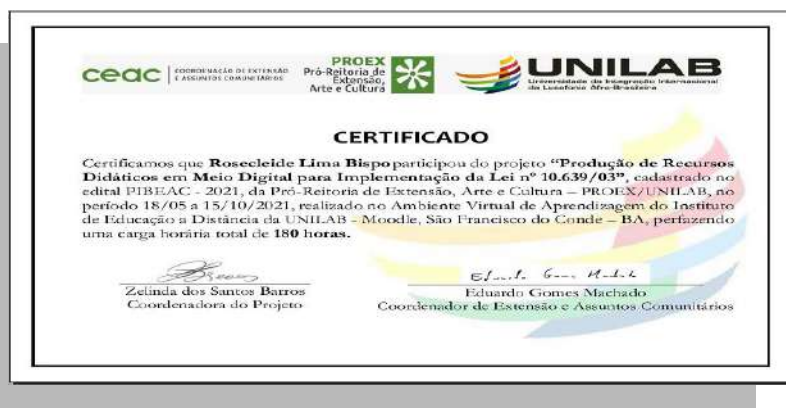 ceac
COORDENAÇÃO DE EXTENSÃO
E ASSUNTOS COMUNITÁRIOS
PROEX
Pró-Reitoria de
Extensão,
Arte e Cultura
UNILAB
Universidade da Integração Internacional
da Lusofonia Afro-Brasileira
CERTIFICADO
Certificamos que Rosecleide Lima Bispo participou do projeto “Produção de Recursos
Didáticos em Meio Digital para Implementação da Lei nº 10.639/03”, cadastrado no
edital PIBEAC - 2021, da Pró-Reitoria de Extensão, Arte e Cultura – PROEX/UNILAB, no
período 18/05 a 15/10/2021, realizado no Ambiente Virtual de Aprendizagem do Instituto
de Educação a Distância da UNILAB - Moodle, São Francisco do Conde – BA, perfazendo
uma carga horária total de 180 horas.
Eduardo Gomes Machado
Zelinda dos Santos Barros
Coordenadora do Projeto
Eduardo Gomes Machado
Coordenador de Extensão e Assuntos Comunitários